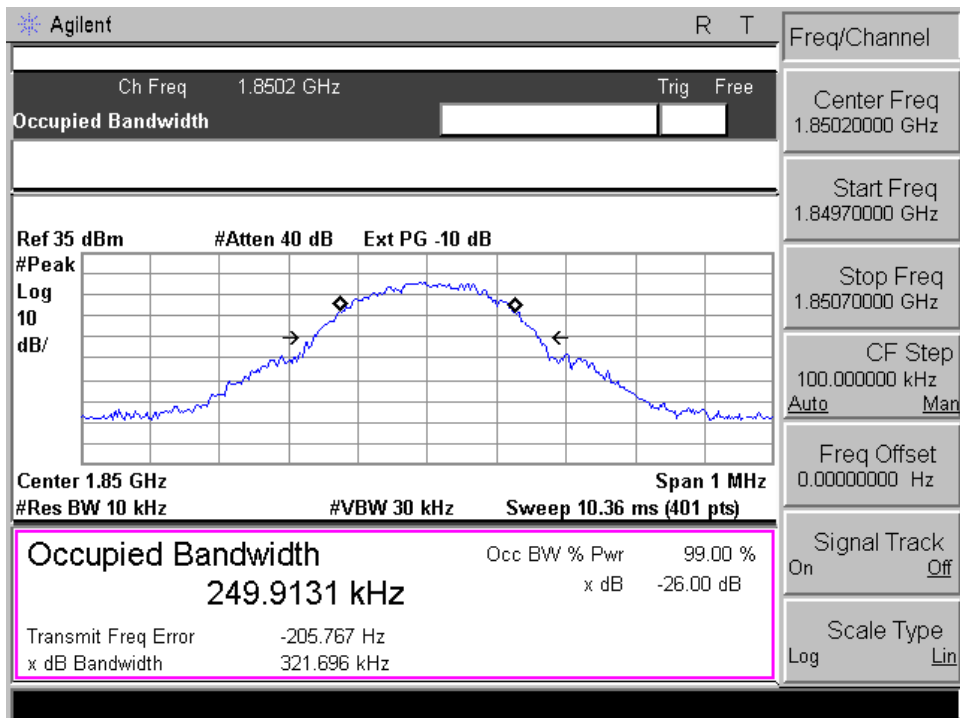 Agilent R T
Freq/Channel
Ch Freq 1.8502 GHz Trig Free
Occupied Bandwidth
Center Freq
1.85020000 GHz
Start Freq
1.84970000 GHz
Stop Freq
1.85070000 GHz
CF Step
100.000000 kHz
Auto Man
Freq Offset
0.00000000 Hz
Signal Track
On Off
Scale Type
Log Lin
Ref 35 dBm #Atten 40 dB Ext PG -10 dB
#Peak
Log
10
dB/
Center 1.85 GHz Span 1 MHz
#Res BW 10 kHz #VBW 30 kHz Sweep 10.36 ms (401 pts)
Occupied Bandwidth Occ BW % Pwr 99.00 %
249.9131 kHz x dB -26.00 dB
Transmit Freq Error -205.767 Hz
x dB Bandwidth 321.696 kHz